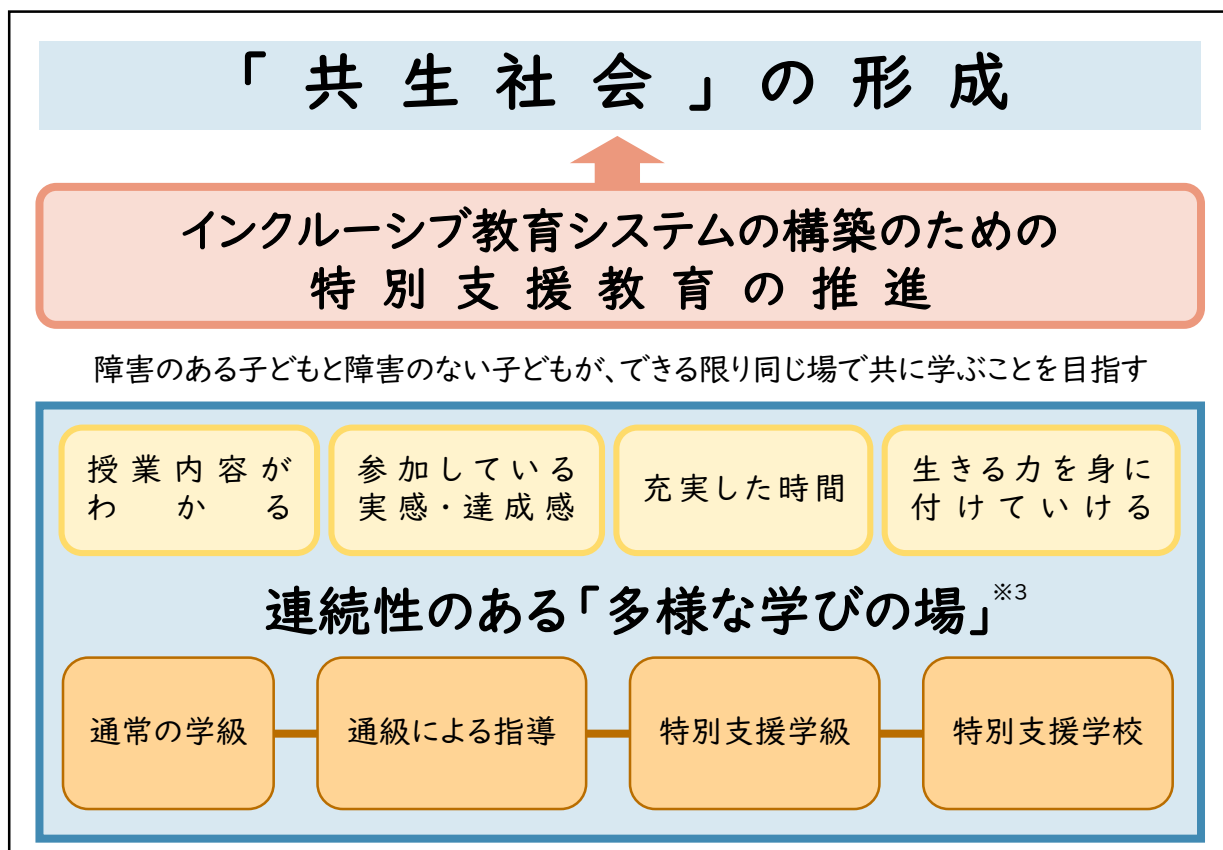 「共生社会」の形成
インクルーシブ教育システムの構築のための
特別支援教育の推進
障害のある子どもと障害のない子どもが、できる限り同じ場で共に学ぶことを目指す
授業内容が
わかる
参加している
実感・達成感
充実した時間
生きる力を身に
付けていける
連続性のある「多様な学びの場」※3
通常の学級
通級による指導
特別支援学級
特別支援学校